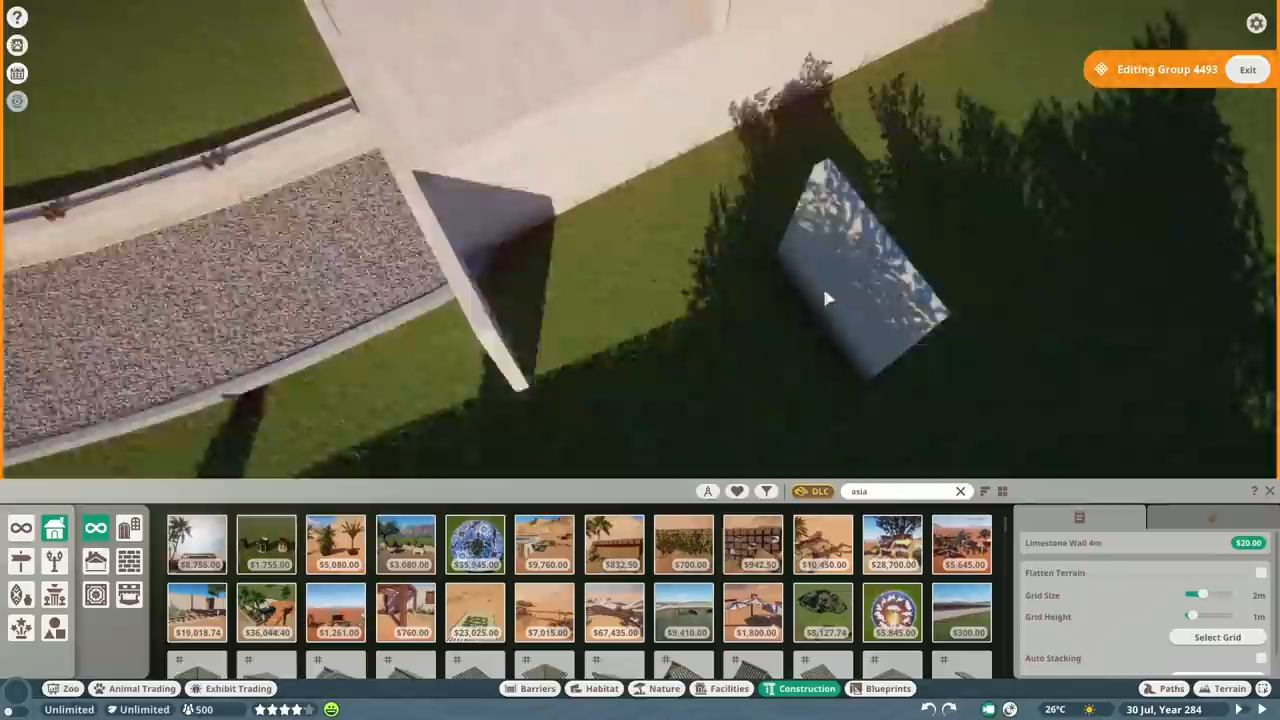 ?
Editing Group 4493 Exit
DLC asia ? ×
$8,755.00 $1,755.00 $5,080.00 $3,080.00 $35,945.00 $9,760.00 $832.50 $700.00 $942.50 $10,450.00 $28,700.00 $5,645.00
Limestone Wall 4m $20.00
Flatten Terrain
Grid Size 2m
Grid Height 1m
$19,018.74 $36,044.40 $1,261.00 $760.00 $23,025.00 $7,015.00 $67,435.00 $9,410.00 $1,800.00 $8,127.74 $5,845.00 $300.00
Select Grid
Auto Stacking
Zoo Animal Trading Exhibit Trading Barriers Habitat Nature Facilities Construction Blueprints Paths Terrain
Unlimited Unlimited 500 26°C 30 Jul, Year 284